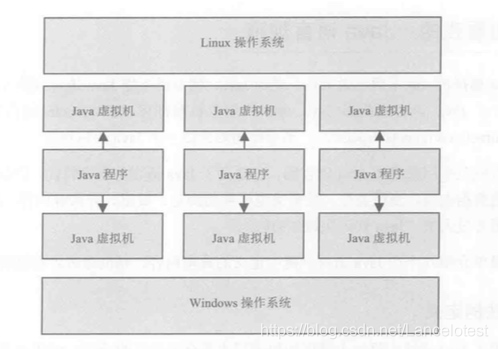 Linux 操作系统
Java 虚拟机 Java 虚拟机 Java 虚拟机
Java 程序 Java 程序 Java 程序
Java 虚拟机 Java 虚拟机 Java 虚拟机
Windows 操作系统
https://blog.csdn.net/Lancelotest